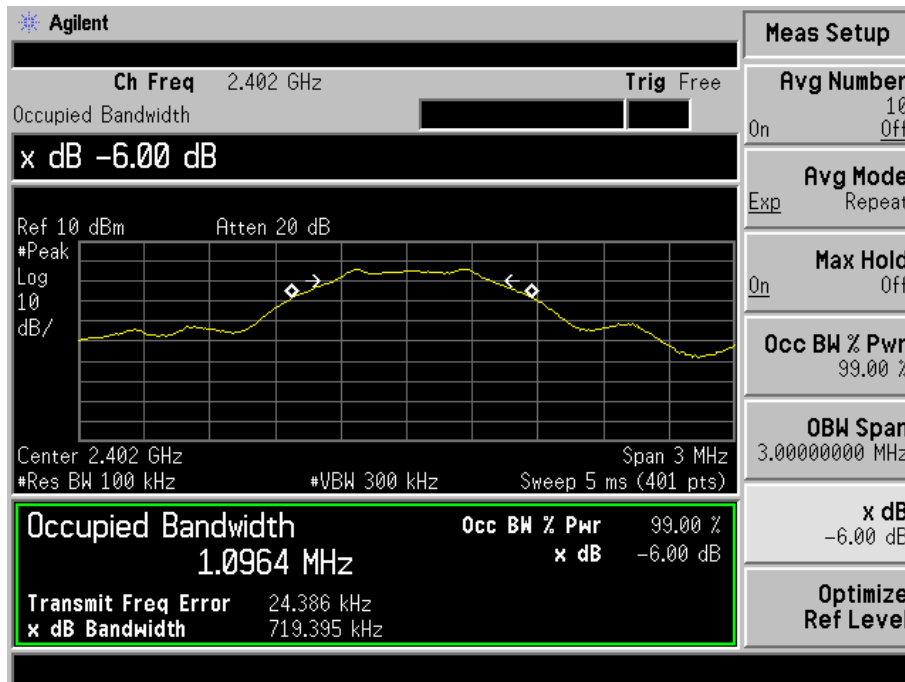 Agilent
Ch Freq 2.402 GHz Trig Free
Occupied Bandwidth
x dB -6.00 dB
Ref 10 dBm Atten 20 dB
#Peak
Log
10
dB/
Center 2.402 GHz Span 3 MHz
#Res BW 100 kHz #VBW 300 kHz Sweep 5 ms (401 pts)
Occupied Bandwidth Occ BW % Pwr 99.00 %
1.0964 MHz x dB -6.00 dB
Transmit Freq Error 24.386 kHz
x dB Bandwidth 719.395 kHz
Meas Setup
Avg Number
10
On Off
Avg Mode
Exp Repeat
Max Hold
On Off
Occ BW % Pwr
99.00 %
OBW Span
3.00000000 MHz
x dB
-6.00 dB
Optimize
Ref Level